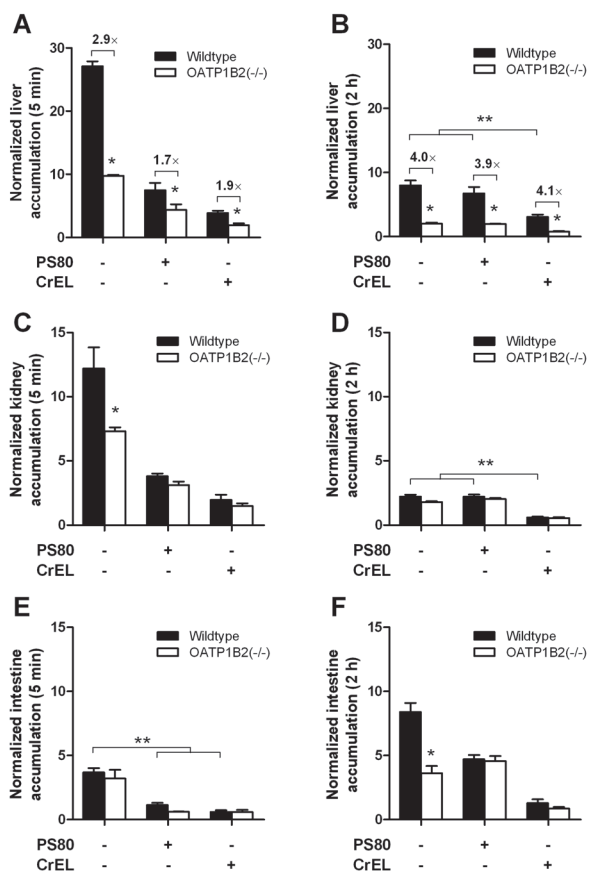 A
Normalized liver
accumulation (5 min)
30
20
10
0
Wildtype
OATP1B2(-/-)
2.9×
*
1.7×
*
1.9×
*
PS80 - + -
CrEL - - +
B
Normalized liver
accumulation (2 h)
30
20
10
0
Wildtype
OATP1B2(-/-)
**
4.0×
*
3.9×
*
4.1×
*
PS80 - + -
CrEL - - +
C
Normalized kidney
accumulation (5 min)
15
10
5
0
Wildtype
OATP1B2(-/-)
*
PS80 - + -
CrEL - - +
D
Normalized kidney
accumulation (2 h)
15
10
5
0
Wildtype
OATP1B2(-/-)
**
PS80 - + -
CrEL - - +
E
Normalized intestine
accumulation (5 min)
15
10
5
0
Wildtype
OATP1B2(-/-)
**
PS80 - + -
CrEL - - +
F
Normalized intestine
accumulation (2 h)
15
10
5
0
Wildtype
OATP1B2(-/-)
*
PS80 - + -
CrEL - - +